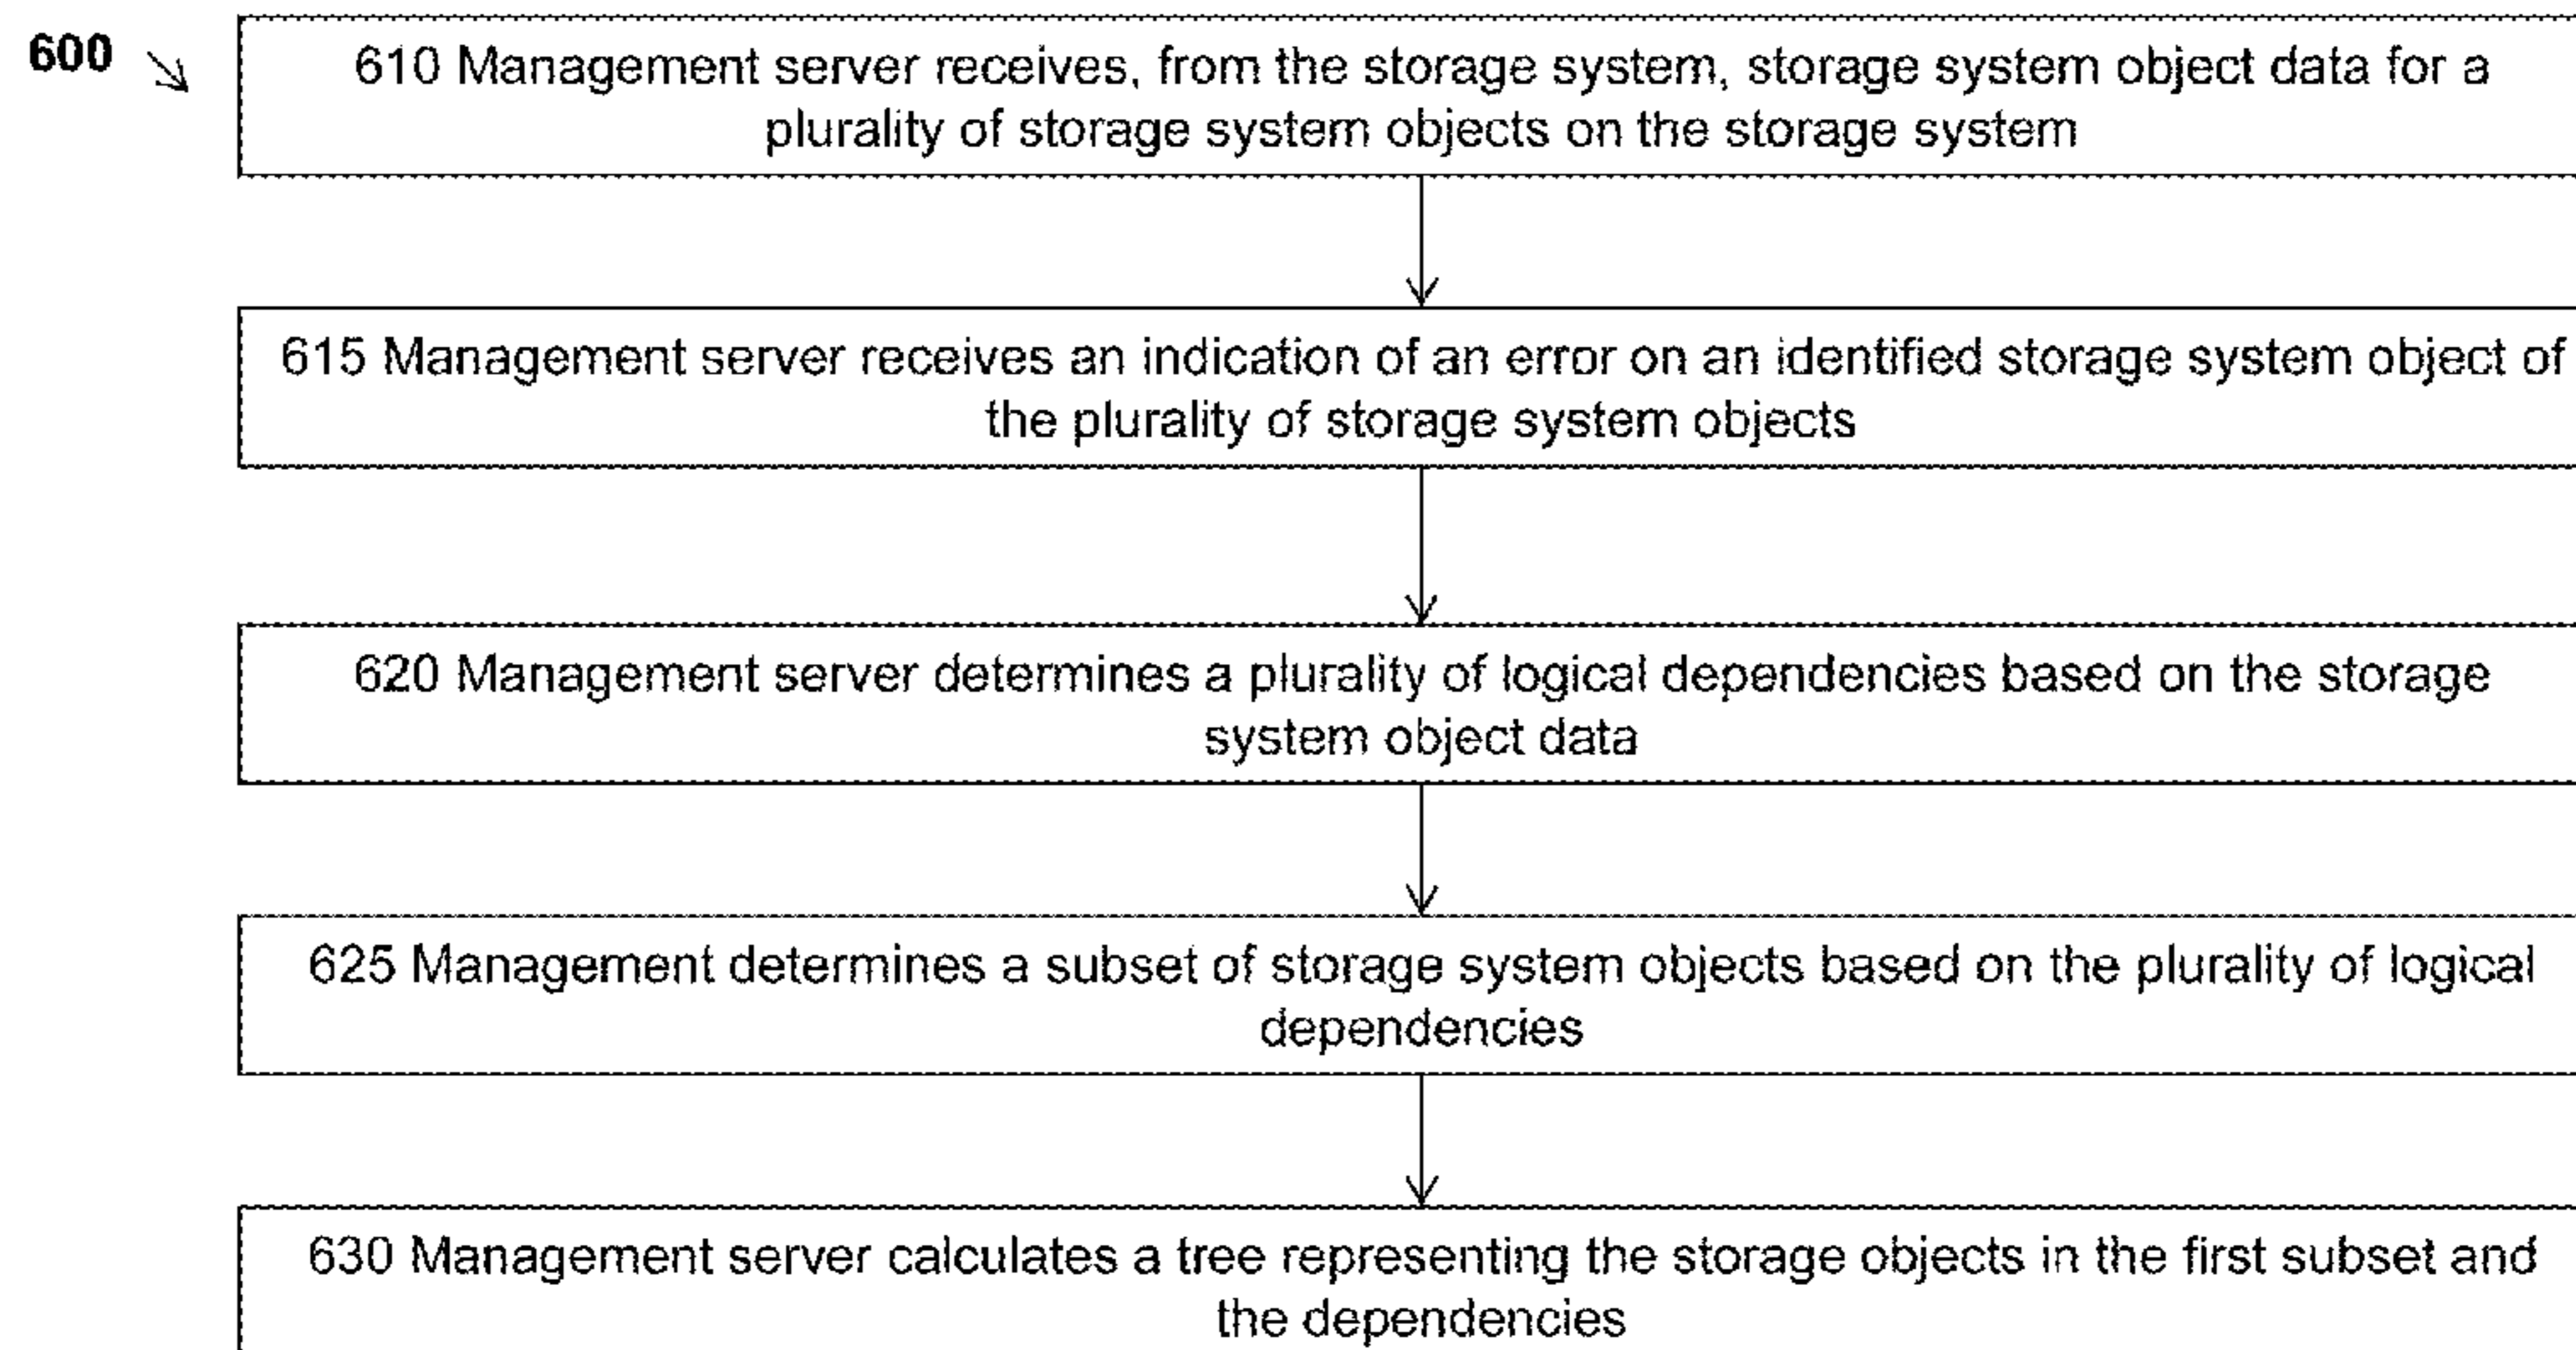 600
610 Management server receives, from the storage system, storage system object data for a
plurality of storage system objects on the storage system
615 Management server receives an indication of an error on an identified storage system object of
the plurality of storage system objects
620 Management server determines a plurality of logical dependencies based on the storage
system object data
625 Management determines a subset of storage system objects based on the plurality of logical
dependencies
630 Management server calculates a tree representing the storage objects in the first subset and
the dependencies